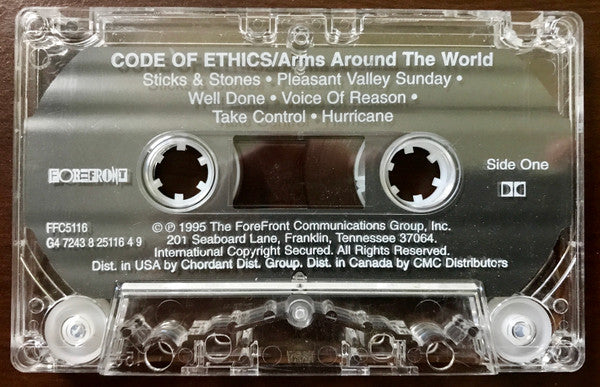 CODE OF ETHICS/Arms Around The World
Sticks & Stones • Pleasant Valley Sunday •
Well Done • Voice Of Reason •
Take Control • Hurricane
FOREFRONT
Side One
FFC5116
G4 7243 8 25116 4 9
© ℗ 1995 The ForeFront Communications Group, Inc.
201 Seaboard Lane, Franklin, Tennessee 37064.
International Copyright Secured. All Rights Reserved.
Dist. in USA by Chordant Dist. Group, Dist. in Canada by CMC Distributors